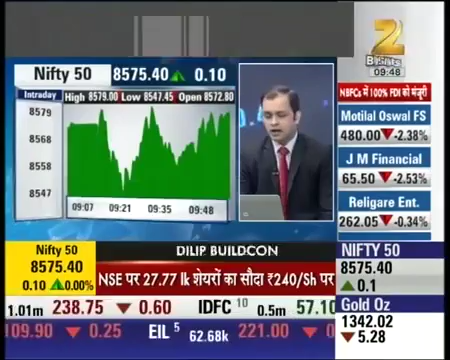 Nifty 50 8575.40 0.10
Intraday High 8579.00 Low 8547.45 Open 8572.80
8579
8568
8558
8547
09:07 09:21 09:35 09:48
Z
09:48
NBFCs में 100% FDI को मंजूरी
Motilal Oswal FS
480.00 -2.38%
J M Financial
65.50 -2.53%
Religare Ent.
262.05 -0.34%
Nifty 50
8575.40
0.10 0.00%
DILIP BUILDCON
NSE पर 27.77 lk शेयरों का सौदा ₹240/Sh पर
NIFTY 50
8575.40
0.1
Gold Oz
1342.02
5.28
1.01m 238.75 0.60 IDFC 10 0.5m 57.10
109.90 0.25 EIL 5 62.68k 221.00 0